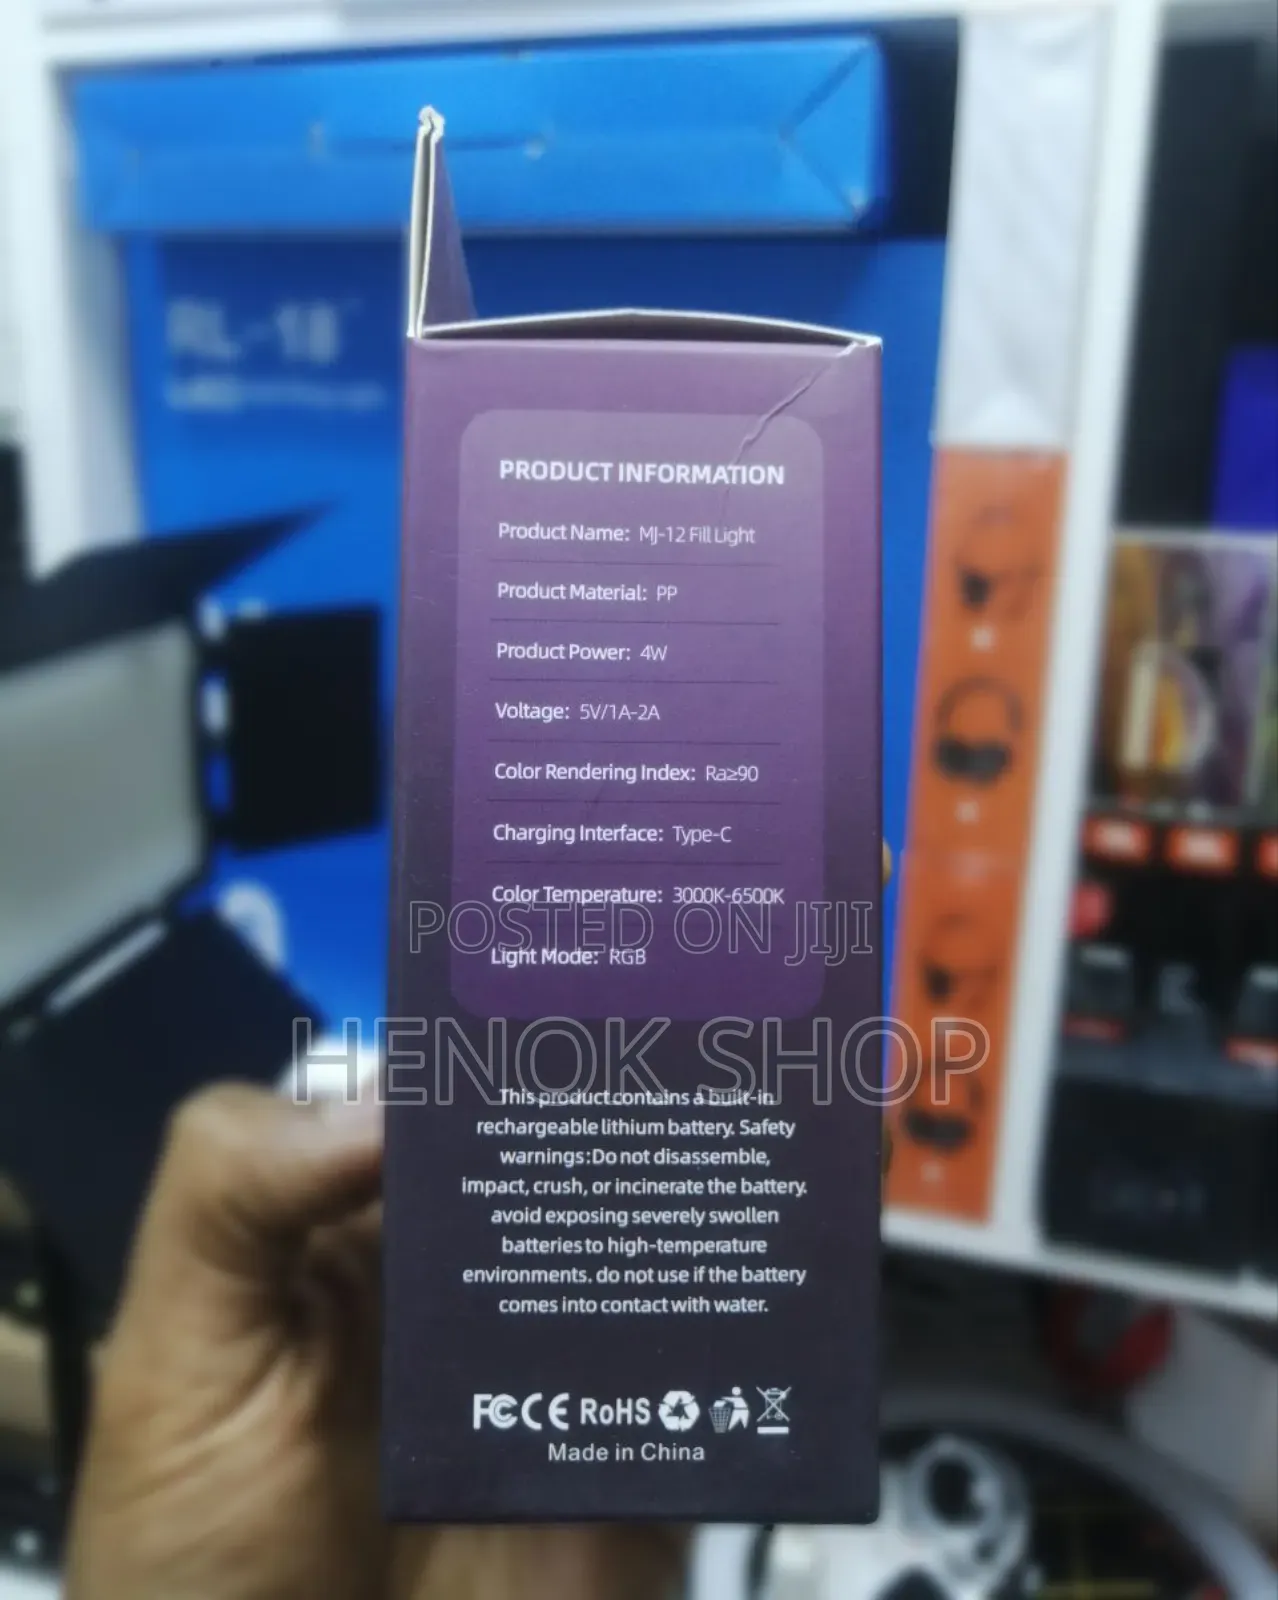 RL-18
PRODUCT INFORMATION
Product Name: MJ-12 Fill Light
Product Material: PP
Product Power: 4W
Voltage: 5V/1A-2A
Color Rendering Index: Ra≥90
Charging Interface: Type-C
Color Temperature: 3000K-6500K
POSTED ON JIJI
Light Mode: RGB
HENOK SHOP
This product contains a built-in
rechargeable lithium battery. Safety
warnings:Do not disassemble,
impact, crush, or incinerate the battery.
avoid exposing severely swollen
batteries to high-temperature
environments. do not use if the battery
comes into contact with water.
FC CE RoHS
Made in China